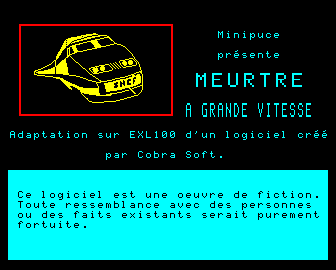 Minipuce
présente
MEURTRE
A GRANDE VITESSE
SNCF
Adaptation sur EXL100 d'un logiciel créé
par Cobra Soft.
Ce logiciel est une oeuvre de fiction.
Toute ressemblance avec des personnes
ou des faits existants serait purement
fortuite.